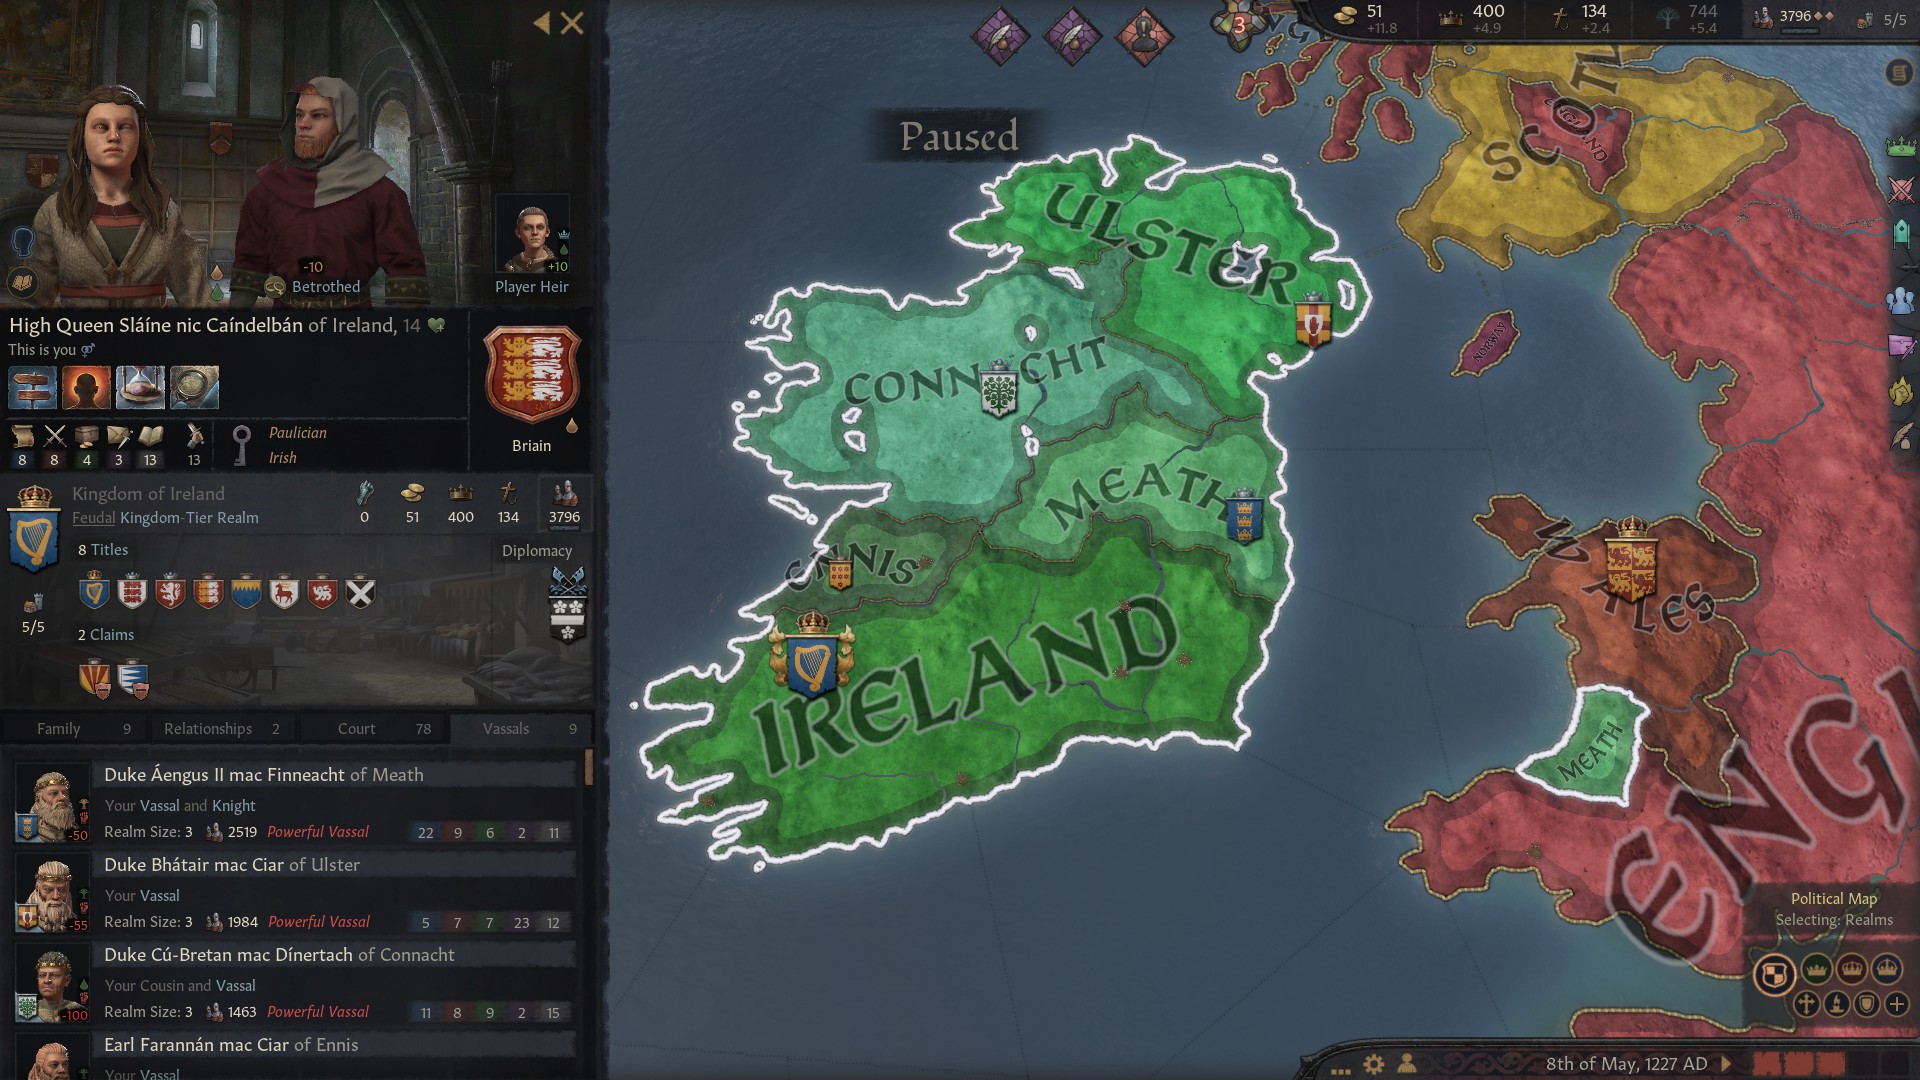 51
+11.8
400
+4.9
134
+2.4
744
+5.4
3796
5/5
3
Paused
-10
Betrothed
+10
Player Heir
High Queen Sláíne nic Caíndelbán of Ireland, 14
This is you
8 8 4 3 13 13
Paulician
Irish
Briain
Kingdom of Ireland
Feudal Kingdom-Tier Realm
0 51 400 134 3796
8 Titles
Diplomacy
5/5
2 Claims
Family 9
Relationships 2
Court 78
Vassals 9
Duke Áengus II mac Finneacht of Meath
Your Vassal and Knight
-50
Realm Size: 3 2519 Powerful Vassal 22 9 6 2 11
Duke Bhátair mac Ciar of Ulster
Your Vassal
-55
Realm Size: 3 1984 Powerful Vassal 5 7 7 23 12
Duke Cú-Bretan mac Dínertach of Connacht
Your Cousin and Vassal
-100
Realm Size: 3 1463 Powerful Vassal 11 8 9 2 15
Earl Farannán mac Ciar of Ennis
Your Vassal
ULSTER
CONNACHT
MEATH
ENNIS
IRELAND
NORWAY
WALES
MEATH
Political Map
Selecting: Realms
8th of May, 1227 AD